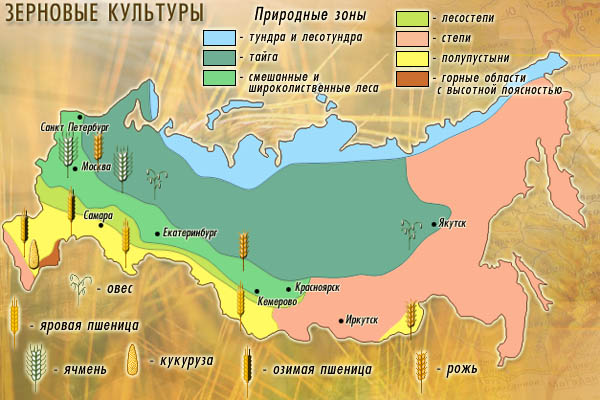 ЗЕРНОВЫЕ КУЛЬТУРЫ
Природные зоны
- тундра и лесотундра
- тайга
- смешанные и
широколиственные леса
- лесостепи
- степи
- полупустыни
- горные области
с высотной поясностью
Санкт Петербург
Москва
Самара
Екатеринбург
Якутск
Красноярск
Кемерово
Иркутск
- овес
- яровая пшеница
- ячмень
- кукуруза
- озимая пшеница
- рожь